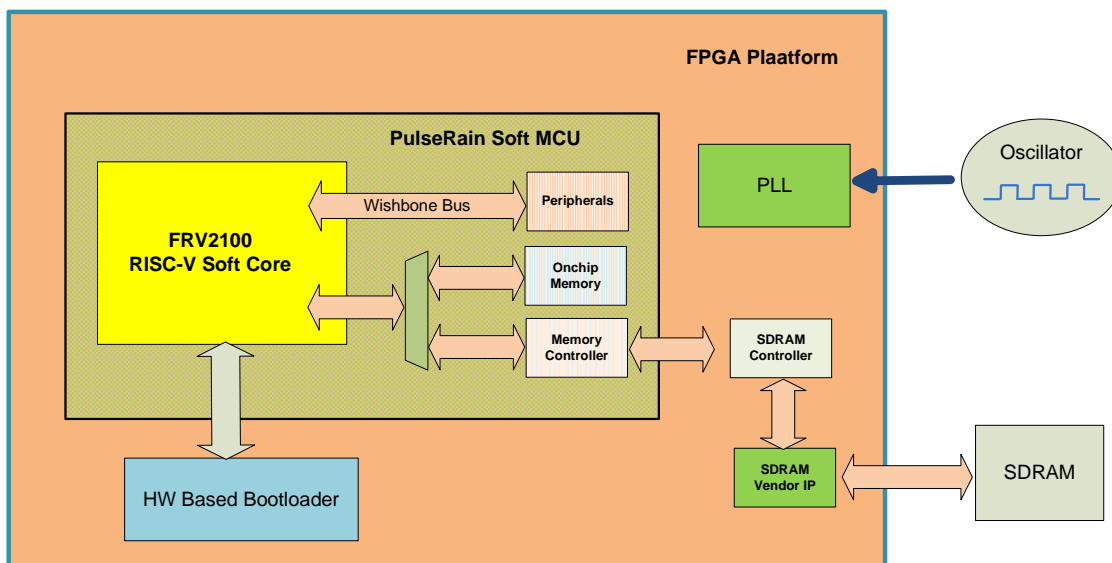 FPGA Plaatform
PulseRain Soft MCU
Oscillator
PLL
Wishbone Bus
Peripherals
FRV2100
RISC-V Soft Core
Onchip
Memory
Memory
Controller
SDRAM
Controller
SDRAM
Vendor IP
SDRAM
HW Based Bootloader